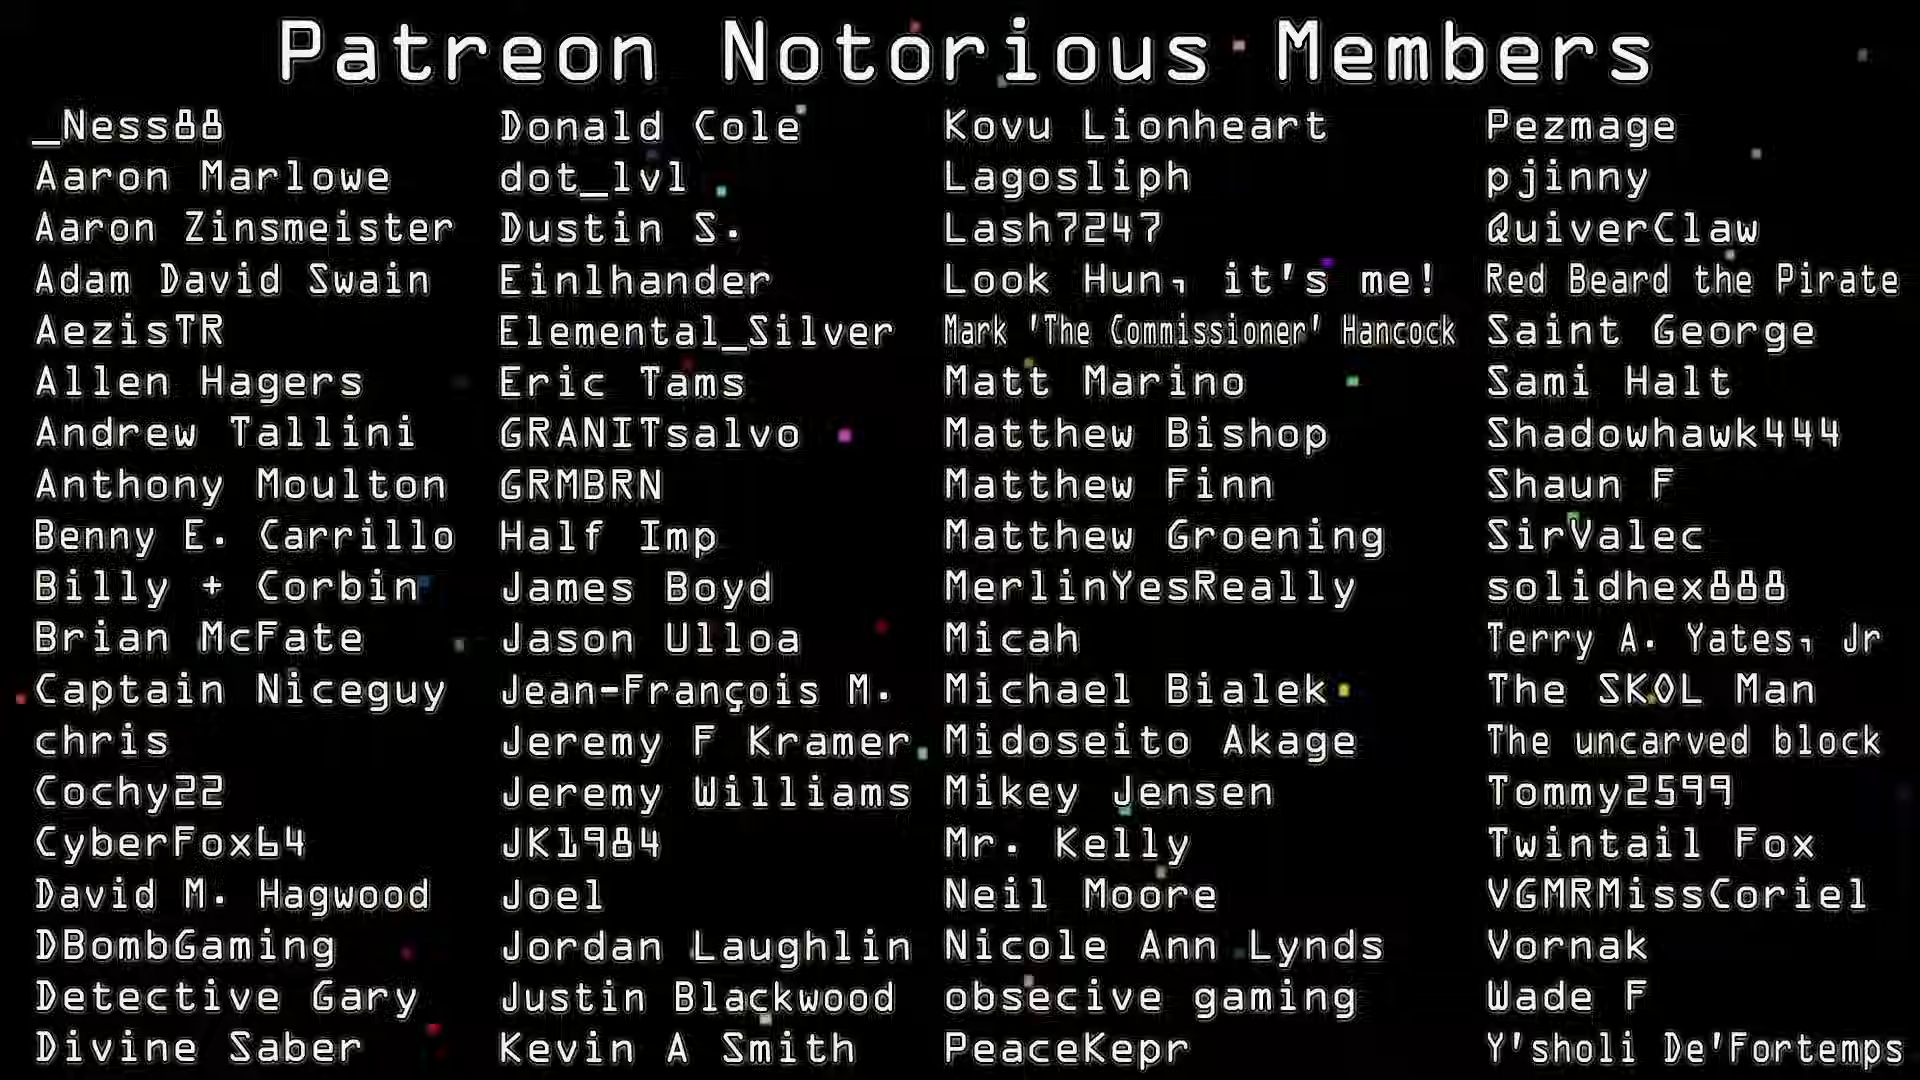 Patreon Notorious Members
_Ness88
Aaron Marlowe
Aaron Zinsmeister
Adam David Swain
AezisTR
Allen Hagers
Andrew Tallini
Anthony Moulton
Benny E. Carrillo
Billy + Corbin
Brian McFate
Captain Niceguy
chris
Cochy22
CyberFox64
David M. Hagwood
DBombGaming
Detective Gary
Divine Saber
Donald Cole
dot_lvl
Dustin S.
Einlhander
Elemental_Silver
Eric Tams
GRANITsalvo
GRMBRN
Half Imp
James Boyd
Jason Ulloa
Jean-François M.
Jeremy F Kramer
Jeremy Williams
JK1984
Joel
Jordan Laughlin
Justin Blackwood
Kevin A Smith
Kovu Lionheart
Lagosliph
Lash7247
Look Hun, it's me!
Mark 'The Commissioner' Hancock
Matt Marino
Matthew Bishop
Matthew Finn
Matthew Groening
MerlinYesReally
Micah
Michael Bialek
Midoseito Akage
Mikey Jensen
Mr. Kelly
Neil Moore
Nicole Ann Lynds
obsecive gaming
PeaceKepr
Pezmage
pjinny
QuiverClaw
Red Beard the Pirate
Saint George
Sami Halt
Shadowhawk444
Shaun F
SirValec
solidhex888
Terry A. Yates, Jr
The SKOL Man
The uncarved block
Tommy2599
Twintail Fox
VGMRMissCoriel
Vornak
Wade F
Y'sholi De'Fortemps